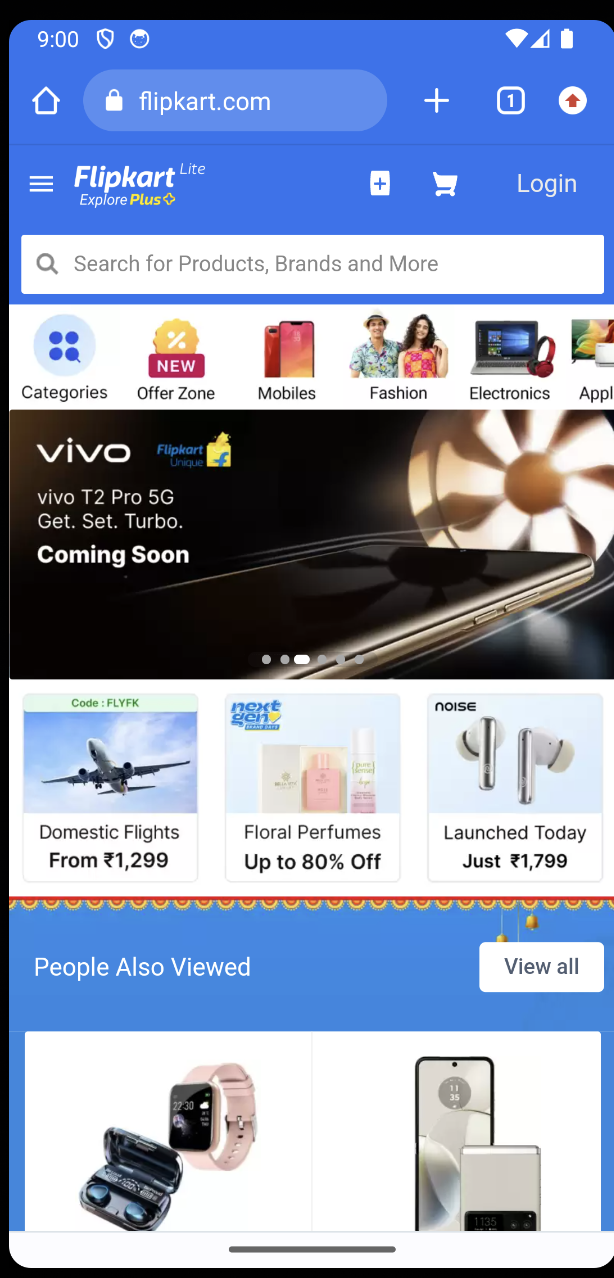 9:00
flipkart.com
1
Flipkart Lite
Explore Plus
Login
Search for Products, Brands and More
NEW
Categories
Offer Zone
Mobiles
Fashion
Electronics
Appl
vivo
Flipkart
Unique
vivo T2 Pro 5G
Get. Set. Turbo.
Coming Soon
Code : FLYFK
Domestic Flights
From ₹1,299
next
gen
BRAND DAYS
Floral Perfumes
Up to 80% Off
NOISE
Launched Today
Just ₹1,799
People Also Viewed
View all
22:30
11
35
1135